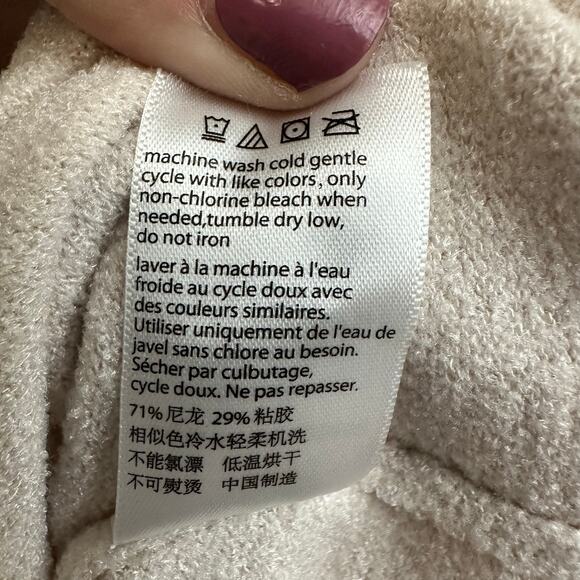 machine wash cold gentle
cycle with like colors, only
non-chlorine bleach when
needed,tumble dry low,
do not iron
laver à la machine à l'eau
froide au cycle doux avec
des couleurs similaires.
Utiliser uniquement de l'eau de
javel sans chlore au besoin.
Sécher par culbutage,
cycle doux. Ne pas repasser.
71%尼龙 29%粘胶
相似色冷水轻柔机洗
不能氯漂 低温烘干
不可熨烫 中国制造